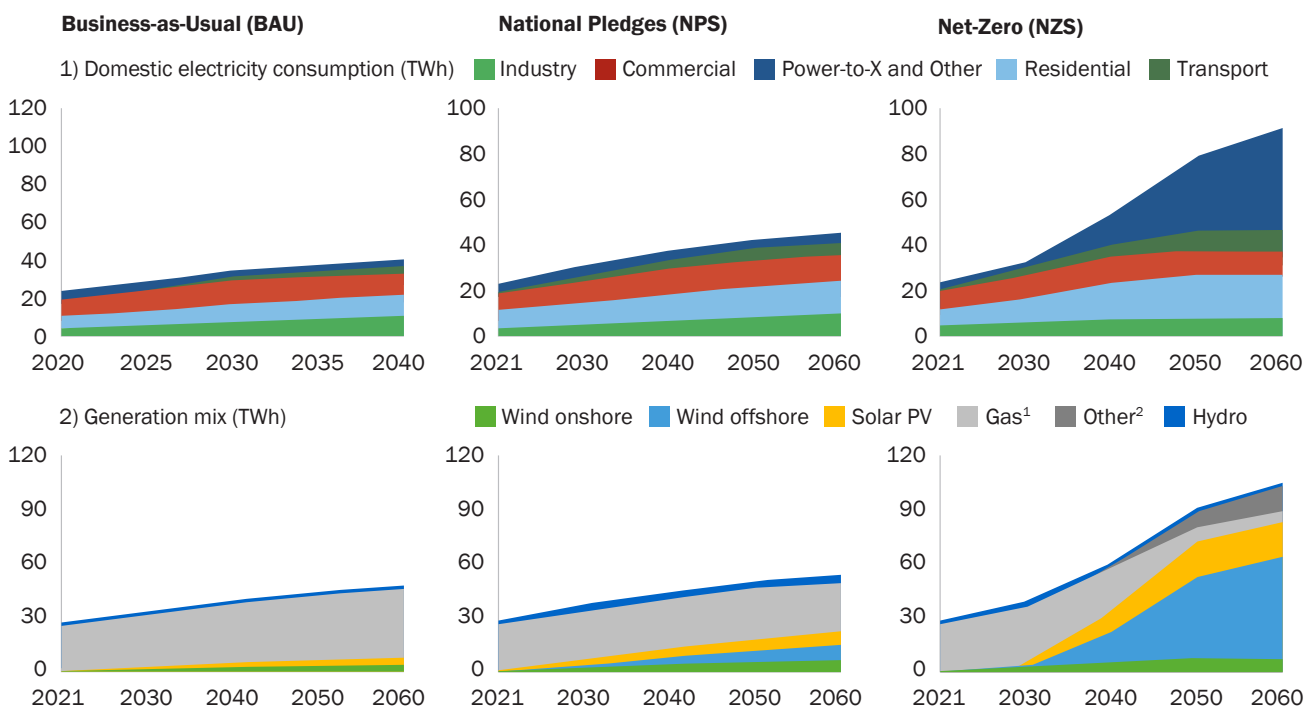 Business-as-Usual (BAU) National Pledges (NPS) Net-Zero (NZS)
1) Domestic electricity consumption (TWh) Industry Commercial Power-to-X and Other Residential Transport
120 100 100
100 80 80
80 60 60
60 40 40
40 20 20
20 0 0
0
2020 2025 2030 2035 2040 2021 2030 2040 2050 2060 2021 2030 2040 2050 2060
2) Generation mix (TWh) Wind onshore Wind offshore Solar PV Gas¹ Other² Hydro
120 120 120
90 90 90
60 60 60
30 30 30
0 0 0
2021 2030 2040 2050 2060 2021 2030 2040 2050 2060 2021 2030 2040 2050 2060